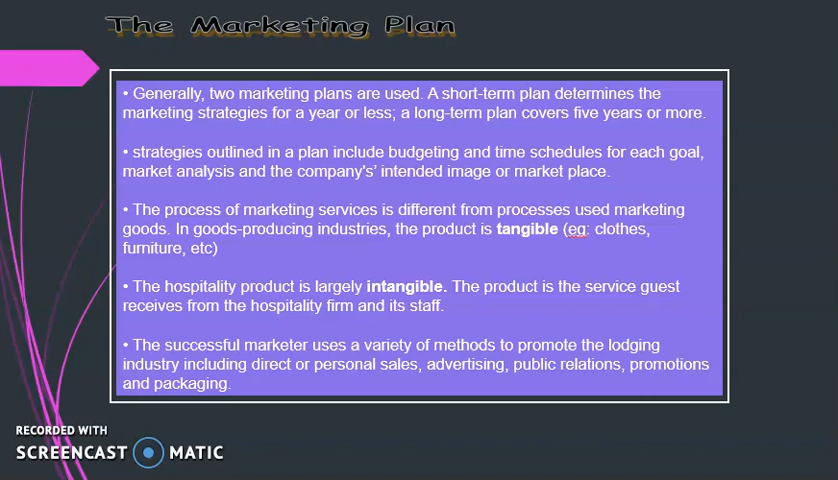 The Marketing Plan
• Generally, two marketing plans are used. A short-term plan determines the
marketing strategies for a year or less; a long-term plan covers five years or more.
• strategies outlined in a plan include budgeting and time schedules for each goal,
market analysis and the company's' intended image or market place.
• The process of marketing services is different from processes used marketing
goods. In goods-producing industries, the product is tangible (eg: clothes,
furniture, etc)
• The hospitality product is largely intangible. The product is the service guest
receives from the hospitality firm and its staff.
• The successful marketer uses a variety of methods to promote the lodging
industry including direct or personal sales, advertising, public relations, promotions
and packaging.
RECORDED WITH
SCREENCAST MATIC